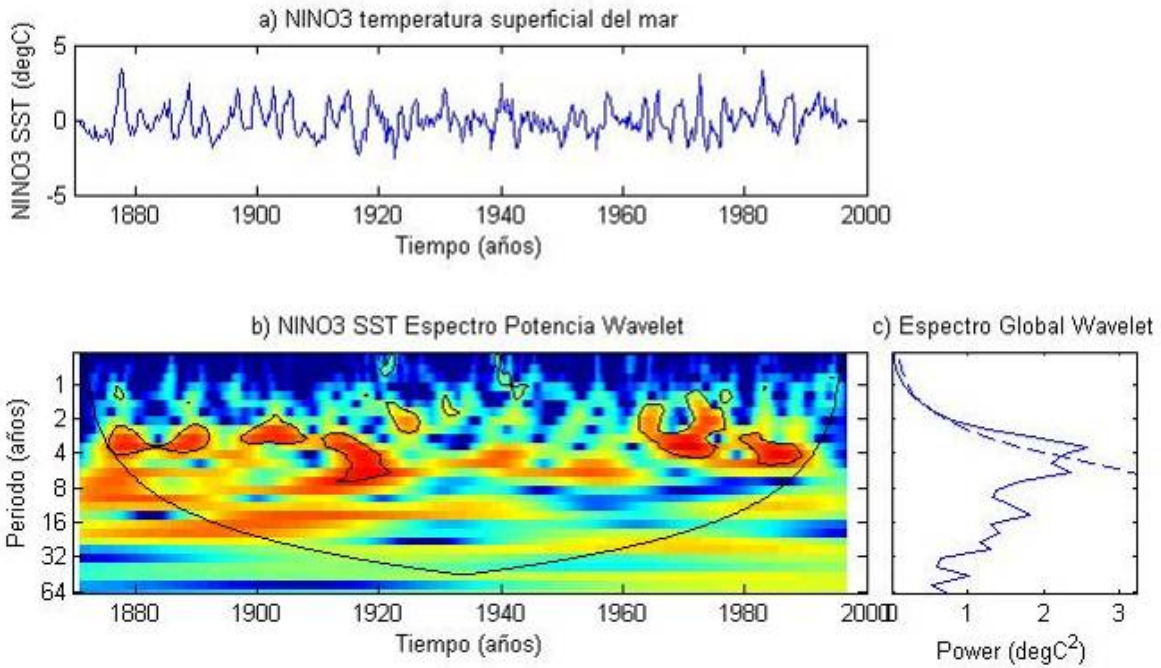 a) NINO3 temperatura superficial del mar
NINO3 SST (degC)
5
0
-5
1880 1900 1920 1940 1960 1980 2000
Tiempo (años)
b) NINO3 SST Espectro Potencia Wavelet
Periodo (años)
1
2
4
8
16
32
64
1880 1900 1920 1940 1960 1980 2000
Tiempo (años)
c) Espectro Global Wavelet
0 1 2 3
Power (degC²)